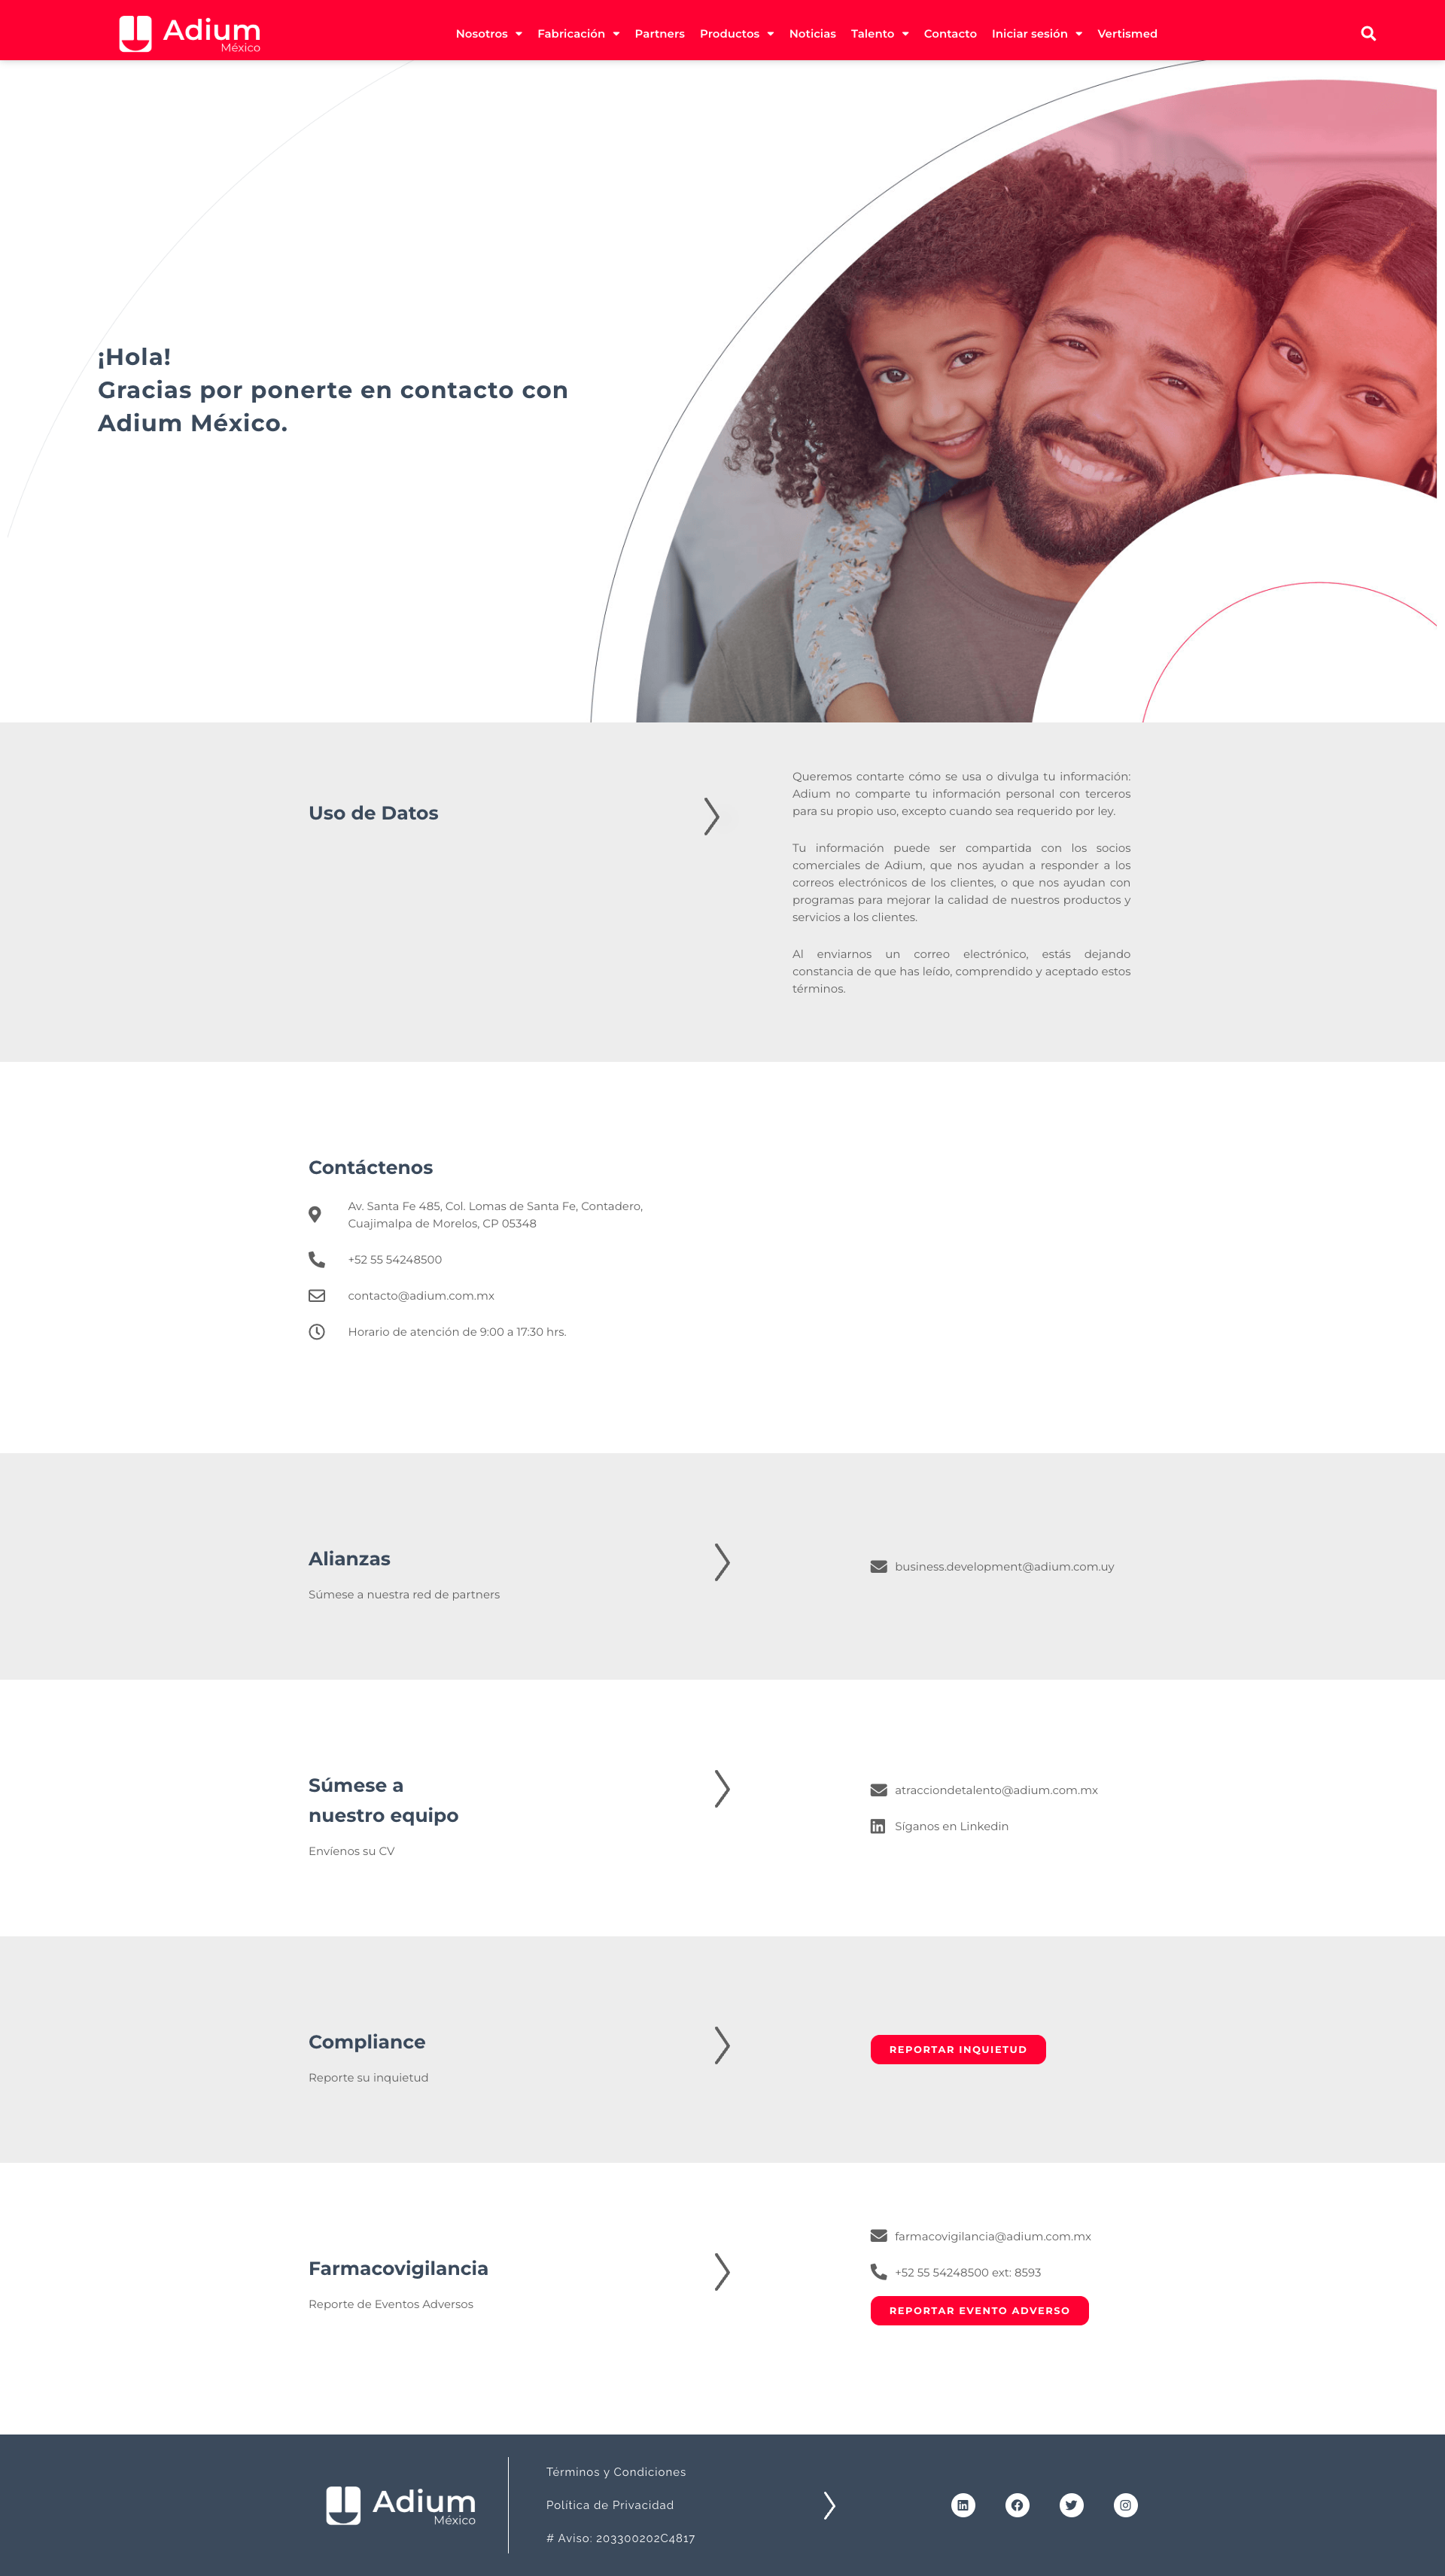 Adium
México
Nosotros
Fabricación
Partners
Productos
Noticias
Talento
Contacto
Iniciar sesión
Vertismed
¡Hola!
Gracias por ponerte en contacto con
Adium México.
Uso de Datos
Queremos contarte cómo se usa o divulga tu información:
Adium no comparte tu información personal con terceros
para su propio uso, excepto cuando sea requerido por ley.
Tu información puede ser compartida con los socios
comerciales de Adium, que nos ayudan a responder a los
correos electrónicos de los clientes, o que nos ayudan con
programas para mejorar la calidad de nuestros productos y
servicios a los clientes.
Al enviarnos un correo electrónico, estás dejando
constancia de que has leído, comprendido y aceptado estos
términos.
Contáctenos
Av. Santa Fe 485, Col. Lomas de Santa Fe, Contadero,
Cuajimalpa de Morelos, CP 05348
+52 55 54248500
contacto@adium.com.mx
Horario de atención de 9:00 a 17:30 hrs.
Alianzas
Súmese a nuestra red de partners
business.development@adium.com.uy
Súmese a
nuestro equipo
Envíenos su CV
atracciondetalento@adium.com.mx
Síganos en Linkedin
Compliance
Reporte su inquietud
REPORTAR INQUIETUD
Farmacovigilancia
Reporte de Eventos Adversos
farmacovigilancia@adium.com.mx
+52 55 54248500 ext: 8593
REPORTAR EVENTO ADVERSO
Adium
México
Términos y Condiciones
Política de Privacidad
# Aviso: 203300202C4817